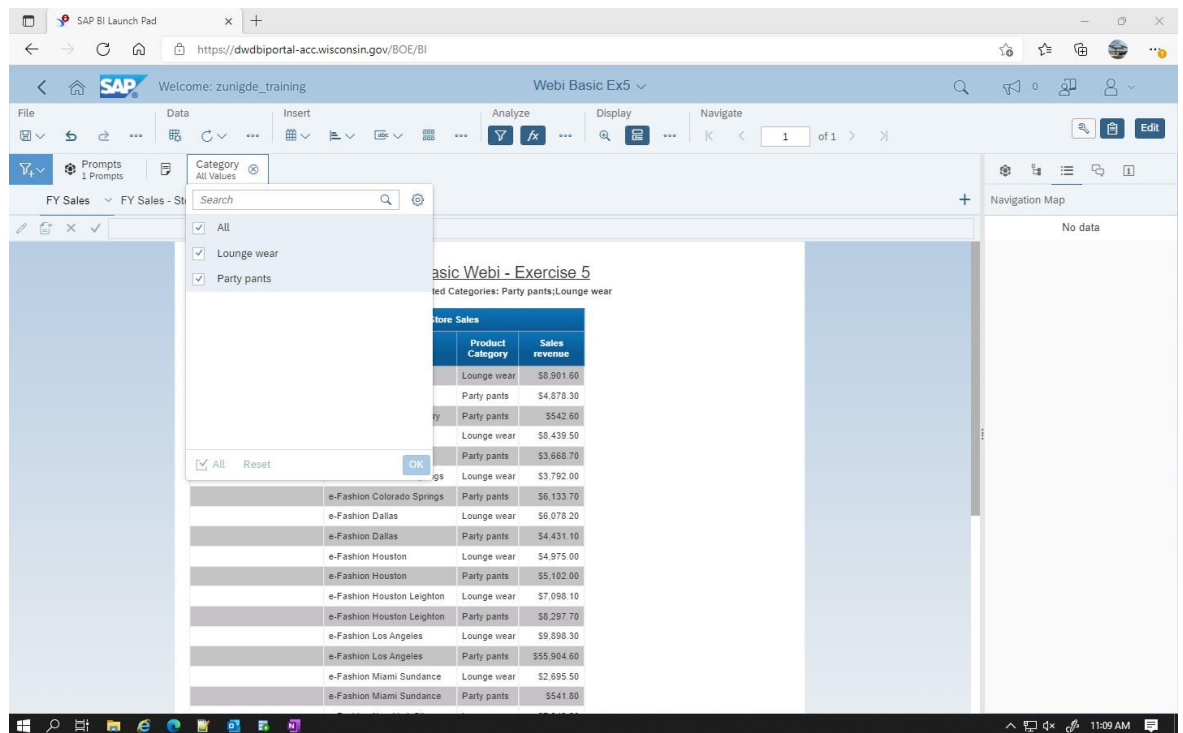 SAP BI Launch Pad
https://dwdbiportal-acc.wisconsin.gov/BOE/BI
SAP Welcome: zunigde_training Webi Basic Ex5 0
File Data Insert Analyze Display Navigate
abc fx 1 of 1 Edit
Prompts
1 Prompts
Category
All Values
FY Sales FY Sales - St
Search
Navigation Map
No data
All
Lounge wear
Party pants
asic Webi - Exercise 5
ted Categories: Party pants;Lounge wear
Store Sales
Product Category Sales revenue
Lounge wear $8,901.60
Party pants $4,878.30
ry Party pants $542.60
Lounge wear $8,439.50
Party pants $3,668.70
All Reset OK
ngs Lounge wear $3,792.00
e-Fashion Colorado Springs Party pants $6,133.70
e-Fashion Dallas Lounge wear $6,078.20
e-Fashion Dallas Party pants $4,431.10
e-Fashion Houston Lounge wear $4,975.00
e-Fashion Houston Party pants $5,102.00
e-Fashion Houston Leighton Lounge wear $7,098.10
e-Fashion Houston Leighton Party pants $8,297.70
e-Fashion Los Angeles Lounge wear $9,898.30
e-Fashion Los Angeles Party pants $55,904.60
e-Fashion Miami Sundance Lounge wear $2,695.50
e-Fashion Miami Sundance Party pants $541.80
11:09 AM